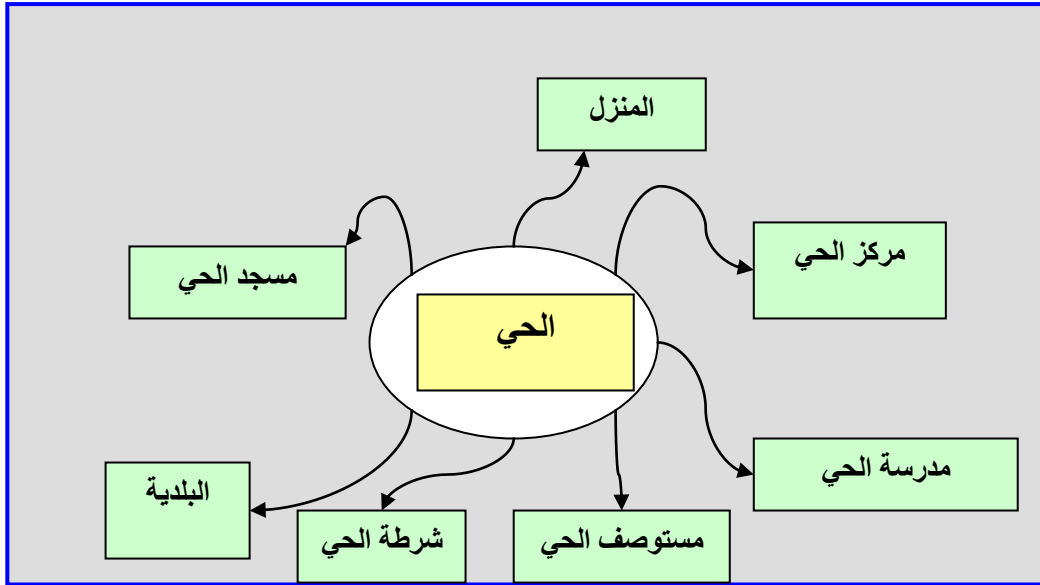 المنزل
مركز الحي
مسجد الحي
الحي
مدرسة الحي
البلدية
مستوصف الحي
شرطة الحي